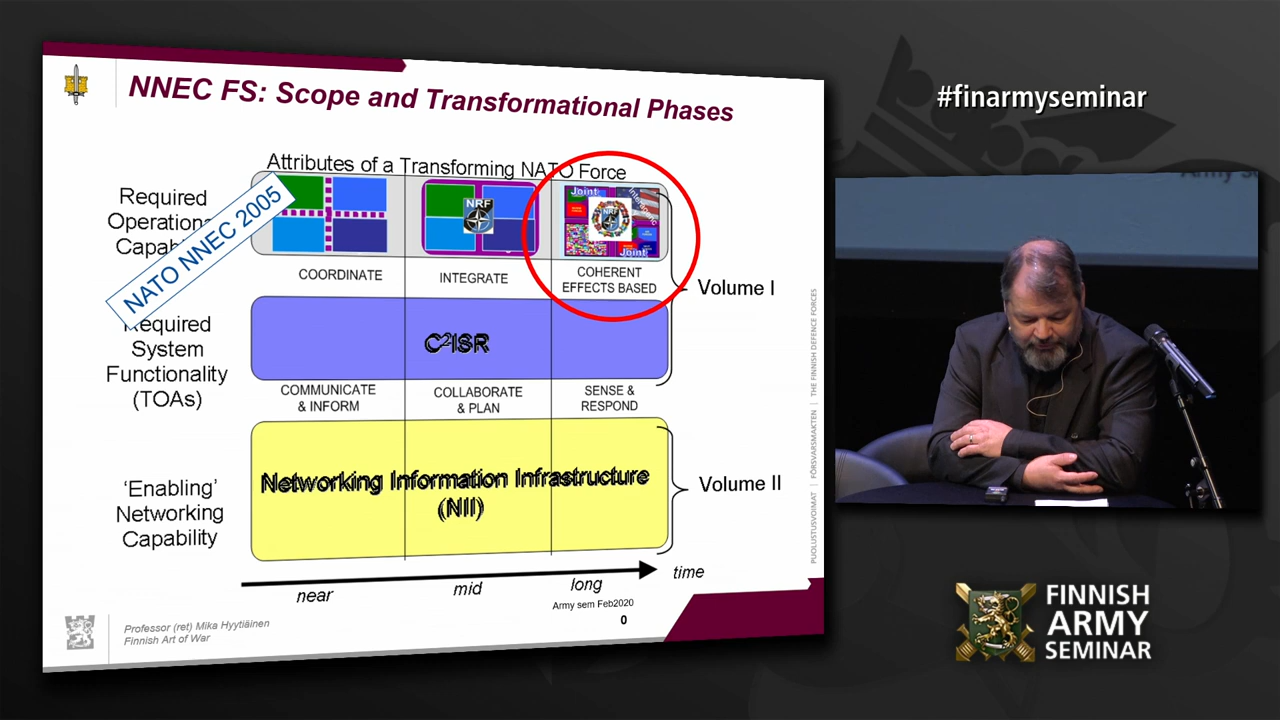 NNEC FS: Scope and Transformational Phases
#finarmyseminar
Attributes of a Transforming NATO Force
Required
Operational
NATO NNEC 2005
NRF
Joint
NRF
Joint
COORDINATE
INTEGRATE
COHERENT
EFFECTS BASED
Volume I
Required
System
Functionality
(TOAs)
C²ISR
COMMUNICATE
& INFORM
COLLABORATE
& PLAN
SENSE &
RESPOND
‘Enabling’
Networking
Capability
Networking Information Infrastructure
(NII)
Volume II
near
mid
long
time
Army sem Feb2020
0
Professor (ret) Mika Hyytiäinen
Finnish Art of War
PUOLUSTUSVOIMAT | FÖRSVARSMAKTEN | THE FINNISH DEFENCE FORCES
FINNISH
ARMY
SEMINAR